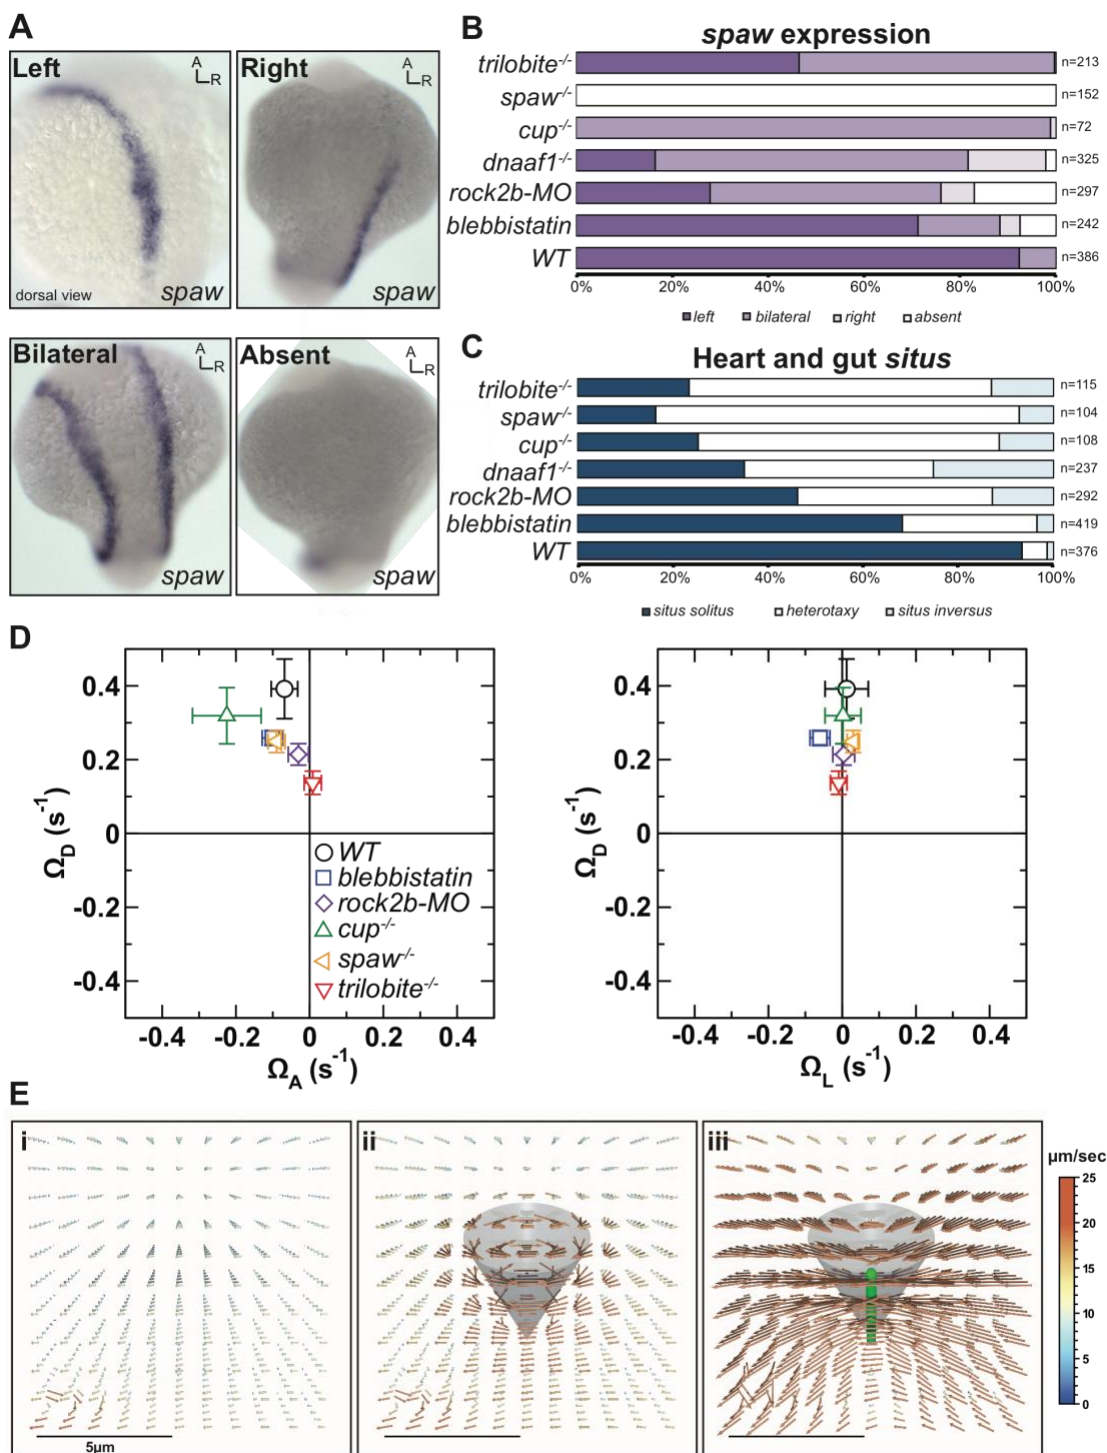 A
Left
A
R
dorsal view
spaw
Right
A
R
spaw
Bilateral
A
R
spaw
Absent
A
R
spaw
B
spaw expression
trilobite-/- n=213
spaw-/- n=152
cup-/- n=72
dnaaf1-/- n=325
rock2b-MO n=297
blebbistatin n=242
WT n=386
0% 20% 40% 60% 80% 100%
left bilateral right absent
C
Heart and gut situs
trilobite-/- n=115
spaw-/- n=104
cup-/- n=108
dnaaf1-/- n=237
rock2b-MO n=292
blebbistatin n=419
WT n=376
0% 20% 40% 60% 80% 100%
situs solitus heterotaxy situs inversus
D
0.4
0.2
0
-0.2
-0.4
ΩD (s-1)
WT
blebbistatin
rock2b-MO
cup-/-
spaw-/-
trilobite-/-
-0.4 -0.2 0 0.2 0.4
ΩA (s-1)
0.4
0.2
0
-0.2
-0.4
ΩD (s-1)
-0.4 -0.2 0 0.2 0.4
ΩL (s-1)
E
i
5μm
ii
iii
μm/sec
25
20
15
10
5
0